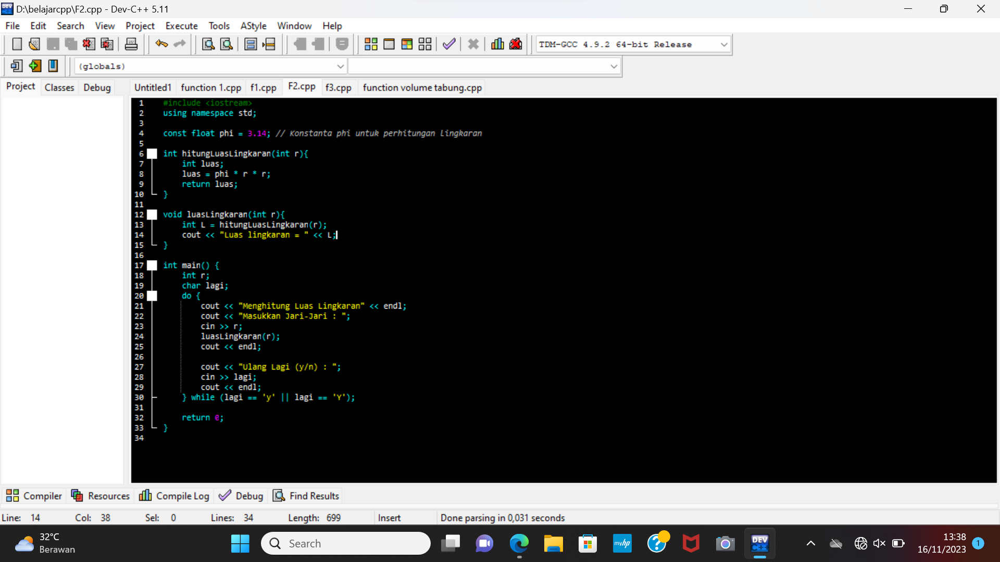 D:\belajarcpp\F2.cpp - Dev-C++ 5.11
File Edit Search View Project Execute Tools AStyle Window Help
TDM-GCC 4.9.2 64-bit Release
(globals)
Project Classes Debug Untitled1 function 1.cpp f1.cpp F2.cpp f3.cpp function volume tabung.cpp
1 #include <iostream>
2 using namespace std;
3
4 const float phi = 3.14; // Konstanta phi untuk perhitungan lingkaran
5
6 int hitungLuasLingkaran(int r){
7 int luas;
8 luas = phi * r * r;
9 return luas;
10 }
11
12 void luasLingkaran(int r){
13 int L = hitungLuasLingkaran(r);
14 cout << "Luas lingkaran = " << L;
15 }
16
17 int main() {
18 int r;
19 char lagi;
20 do {
21 cout << "Menghitung Luas Lingkaran" << endl;
22 cout << "Masukkan Jari-Jari : ";
23 cin >> r;
24 luasLingkaran(r);
25 cout << endl;
26
27 cout << "Ulang Lagi (y/n) : ";
28 cin >> lagi;
29 cout << endl;
30 } while (lagi == 'y' || lagi == 'Y');
31
32 return 0;
33 }
34
Compiler Resources Compile Log Debug Find Results
Line: 14 Col: 38 Sel: 0 Lines: 34 Length: 699 Insert Done parsing in 0,031 seconds
32°C
Berawan
Search
myhp
DEV
C++
13:38
16/11/2023
1